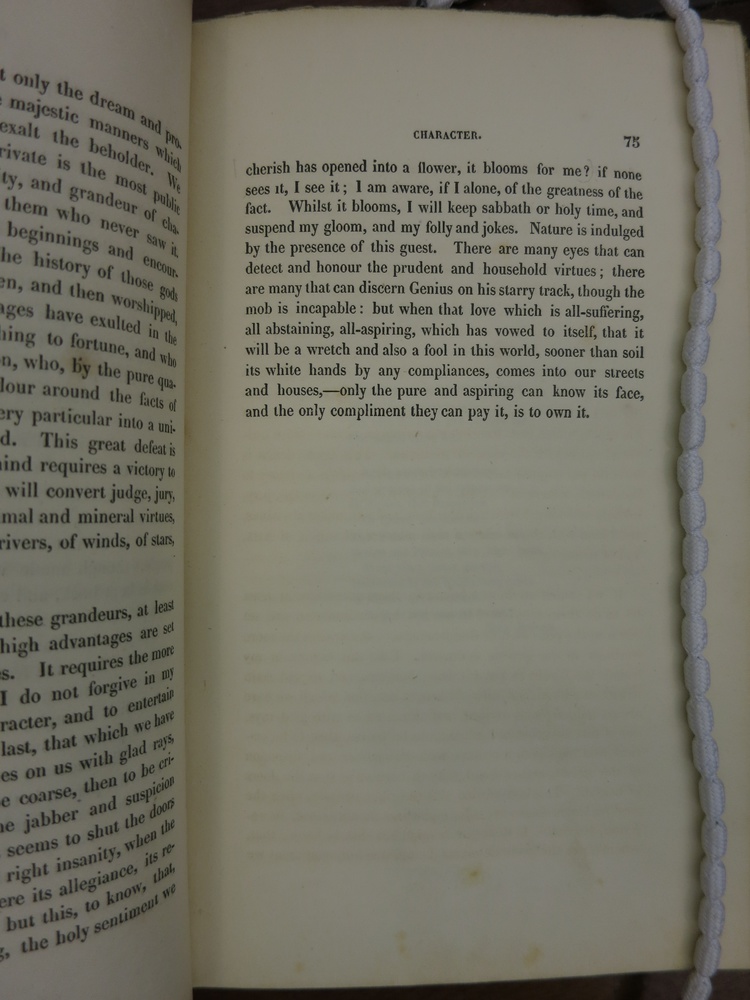 t only the dream and pro-
majestic manners which
exalt the beholder. We
rivate is the most public
ty, and grandeur of cha-
them who never saw it,
beginnings and encour-
he history of those gods
en, and then worshipped,
ages have exulted in the
hing to fortune, and who
n, who, by the pure qua-
lour around the facts of
ery particular into a uni-
d. This great defeat is
ind requires a victory to
will convert judge, jury,
mal and mineral virtues,
rivers, of winds, of stars,
these grandeurs, at least
high advantages are set
s. It requires the more
I do not forgive in my
racter, and to entertain
last, that which we have
es on us with glad rays,
e coarse, then to be cri-
he jabber and suspicion
seems to shut the doors
right insanity, when the
ere its allegiance, its re-
but this, to know, that,
g, the holy sentiment we
CHARACTER. 75
cherish has opened into a flower, it blooms for me? if none
sees it, I see it; I am aware, if I alone, of the greatness of the
fact. Whilst it blooms, I will keep sabbath or holy time, and
suspend my gloom, and my folly and jokes. Nature is indulged
by the presence of this guest. There are many eyes that can
detect and honour the prudent and household virtues; there
are many that can discern Genius on his starry track, though the
mob is incapable: but when that love which is all-suffering,
all abstaining, all-aspiring, which has vowed to itself, that it
will be a wretch and also a fool in this world, sooner than soil
its white hands by any compliances, comes into our streets
and houses,—only the pure and aspiring can know its face,
and the only compliment they can pay it, is to own it.